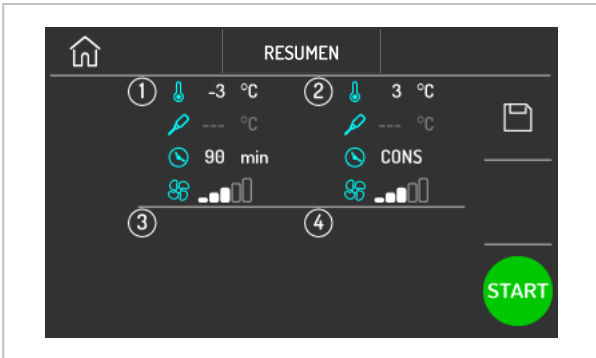 RESUMEN
1 -3 °C 2 3 °C
--- °C --- °C
90 min CONS
3 4
START